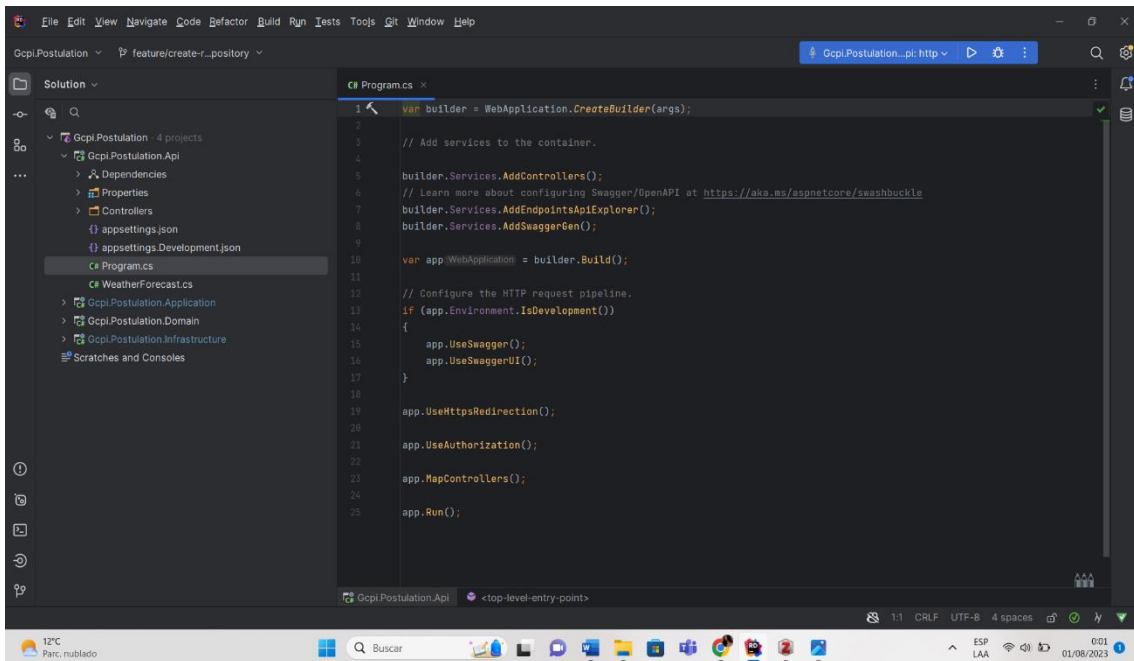 File Edit View Navigate Code Refactor Build Run Tests Tools Git Window Help
Gcpi.Postulation feature/create-r...pository Gcpi.Postulation...pi: http
Solution
C# Program.cs
Gcpi.Postulation · 4 projects
Gcpi.Postulation.Api
Dependencies
Properties
Controllers
{} appsettings.json
{} appsettings.Development.json
C# Program.cs
C# WeatherForecast.cs
Gcpi.Postulation.Application
Gcpi.Postulation.Domain
Gcpi.Postulation.Infrastructure
Scratches and Consoles
1 var builder = WebApplication.CreateBuilder(args);
2
3 // Add services to the container.
4
5 builder.Services.AddControllers();
6 // Learn more about configuring Swagger/OpenAPI at https://aka.ms/aspnetcore/swashbuckle
7 builder.Services.AddEndpointsApiExplorer();
8 builder.Services.AddSwaggerGen();
9
10 var app :WebApplication = builder.Build();
11
12 // Configure the HTTP request pipeline.
13 if (app.Environment.IsDevelopment())
14 {
15 app.UseSwagger();
16 app.UseSwaggerUI();
17 }
18
19 app.UseHttpsRedirection();
20
21 app.UseAuthorization();
22
23 app.MapControllers();
24
25 app.Run();
Gcpi.Postulation.Api <top-level-entry-point>
1:1 CRLF UTF-8 4 spaces
12°C
Parc. nublado
Buscar
ESP
LAA
0:01
01/08/2023
1